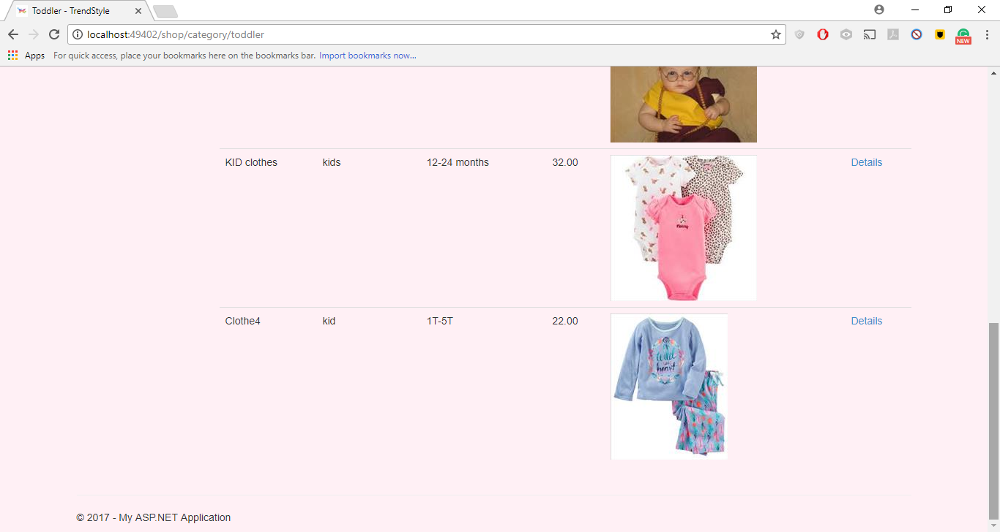 Toddler - TrendStyle
localhost:49402/shop/category/toddler
NEW
Apps For quick access, place your bookmarks here on the bookmarks bar. Import bookmarks now...
KID clothes kids 12-24 months 32.00 Details
Clothe4 kid 1T-5T 22.00 Details
wild
heart
© 2017 - My ASP.NET Application